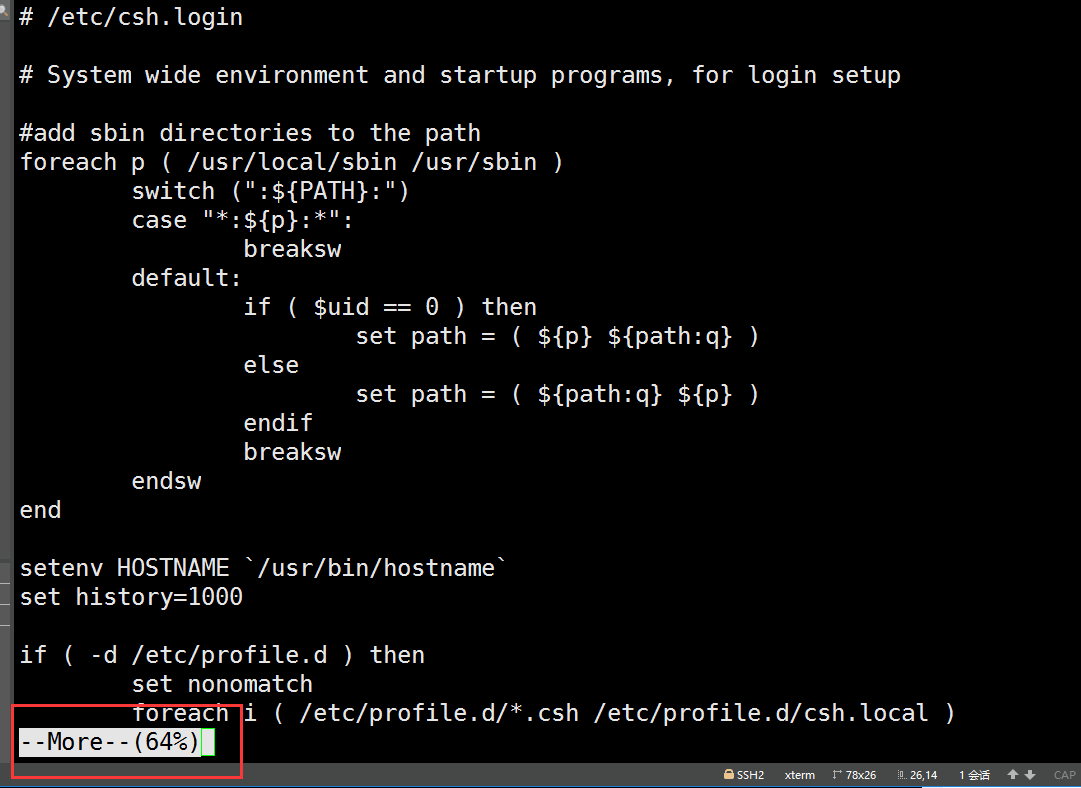 # /etc/csh.login
# System wide environment and startup programs, for login setup
#add sbin directories to the path
foreach p ( /usr/local/sbin /usr/sbin )
        switch (":${PATH}:")
        case "*:${p}:*":
                breaksw
        default:
                if ( $uid == 0 ) then
                        set path = ( ${p} ${path:q} )
                else
                        set path = ( ${path:q} ${p} )
                endif
                breaksw
        endsw
end
setenv HOSTNAME `/usr/bin/hostname`
set history=1000
if ( -d /etc/profile.d ) then
        set nonomatch
        foreach i ( /etc/profile.d/*.csh /etc/profile.d/csh.local )
--More--(64%)
SSH2 xterm 78x26 26,14 1 会话 CAP